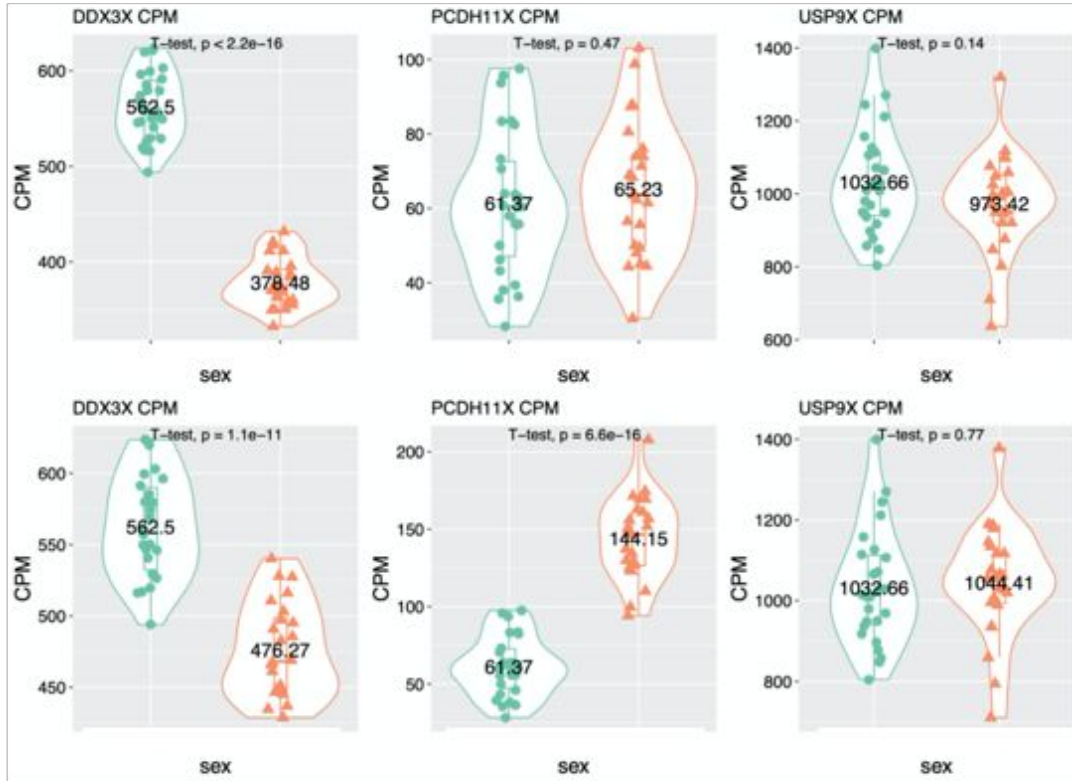 DDX3X CPM
T-test, p < 2.2e-16
CPM
600
500
400
562.5
378.48
sex
PCDH11X CPM
T-test, p = 0.47
CPM
100
80
60
40
61.37
65.23
sex
USP9X CPM
T-test, p = 0.14
CPM
1400
1200
1000
800
600
1032.66
973.42
sex
DDX3X CPM
T-test, p = 1.1e-11
CPM
600
550
500
450
562.5
476.27
sex
PCDH11X CPM
T-test, p = 6.6e-16
CPM
200
150
100
50
144.15
61.37
sex
USP9X CPM
T-test, p = 0.77
CPM
1400
1200
1000
800
1032.66
1044.41
sex